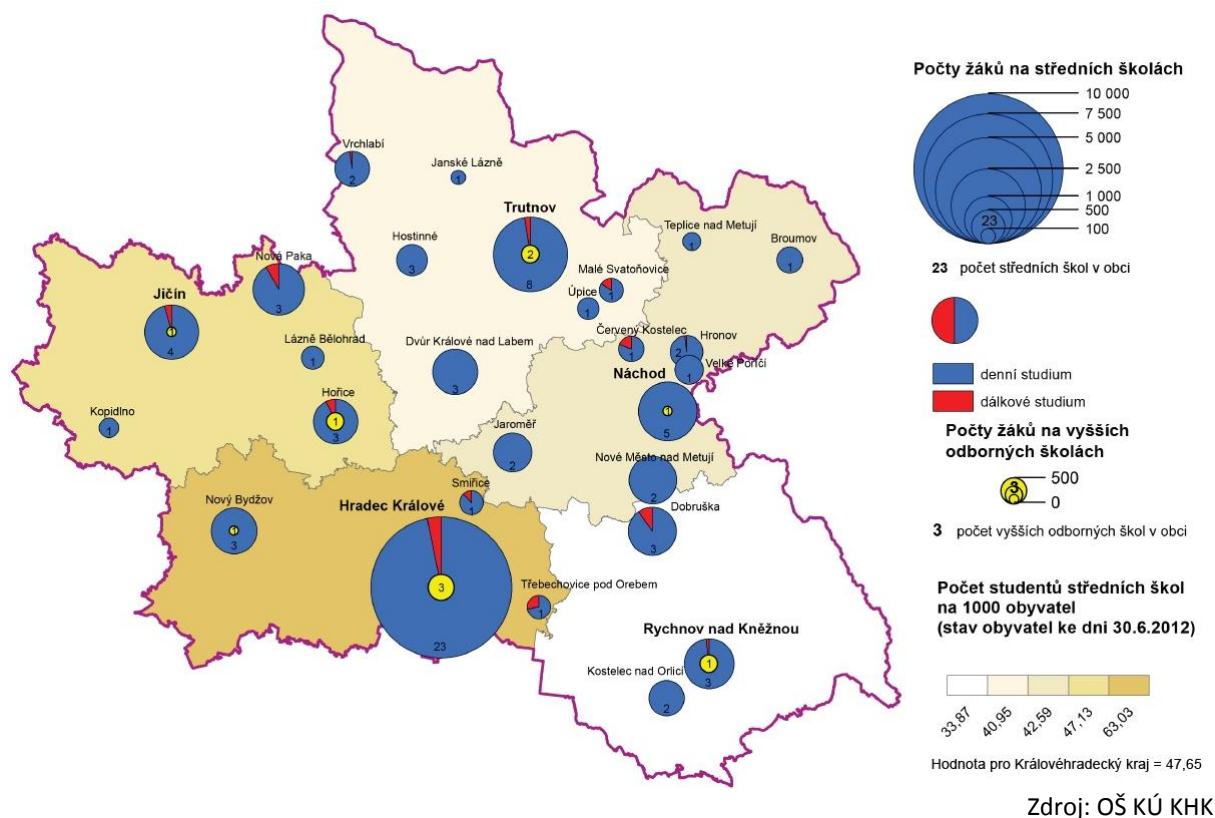 Vrchlabí
2
Janské Lázně
1
Trutnov
2
8
Teplice nad Metují
1
Broumov
1
Hostinné
3
Malé Svatoňovice
1
Úpice
1
Nová Paka
3
Jičín
1
4
Lázně Bělohrad
1
Dvůr Králové nad Labem
3
Červený Kostelec
1
Hronov
2
Velké Poříčí
1
Náchod
1
5
Kopidlno
1
Hořice
1
3
Jaroměř
2
Nové Město nad Metují
2
Smiřice
1
Nový Bydžov
1
3
Hradec Králové
3
23
Dobruška
3
Třebechovice pod Orebem
1
Rychnov nad Kněžnou
1
3
Kostelec nad Orlicí
2
Počty žáků na středních školách
10 000
7 500
5 000
2 500
1 000
500
100
23
23 počet středních škol v obci
denní studium
dálkové studium
Počty žáků na vyšších
odborných školách
3
500
0
3 počet vyšších odborných škol v obci
Počet studentů středních škol
na 1000 obyvatel
(stav obyvatel ke dni 30.6.2012)
33,87
40,95
42,59
47,13
63,03
Hodnota pro Královéhradecký kraj = 47,65
Zdroj: OŠ KÚ KHK